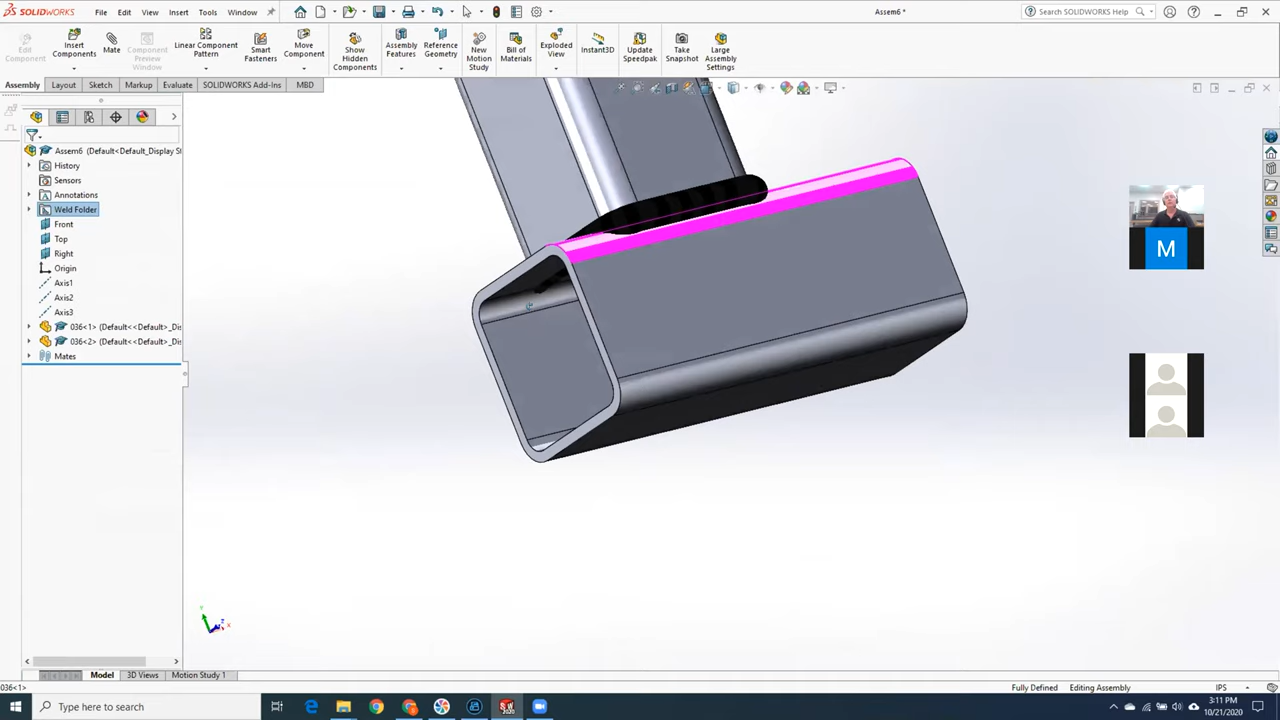 SOLIDWORKS
File Edit View Insert Tools Window
Assem6 *
Search SOLIDWORKS Help
Edit Component
Insert Components
Mate
Component Preview Window
Linear Component Pattern
Smart Fasteners
Move Component
Show Hidden Components
Assembly Features
Reference Geometry
New Motion Study
Bill of Materials
Exploded View
Instant3D
Update Speedpak
Take Snapshot
Large Assembly Settings
Assembly Layout Sketch Markup Evaluate SOLIDWORKS Add-Ins MBD
Assem6 (Default<Default_Display St
History
Sensors
Annotations
Weld Folder
Front
Top
Right
Origin
Axis1
Axis2
Axis3
036<1> (Default<<Default>_Dis
036<2> (Default<<Default>_Dis
Mates
M
Y
X
Z
Model 3D Views Motion Study 1
036<1>
Fully Defined Editing Assembly IPS
Type here to search
3:11 PM
10/21/2020